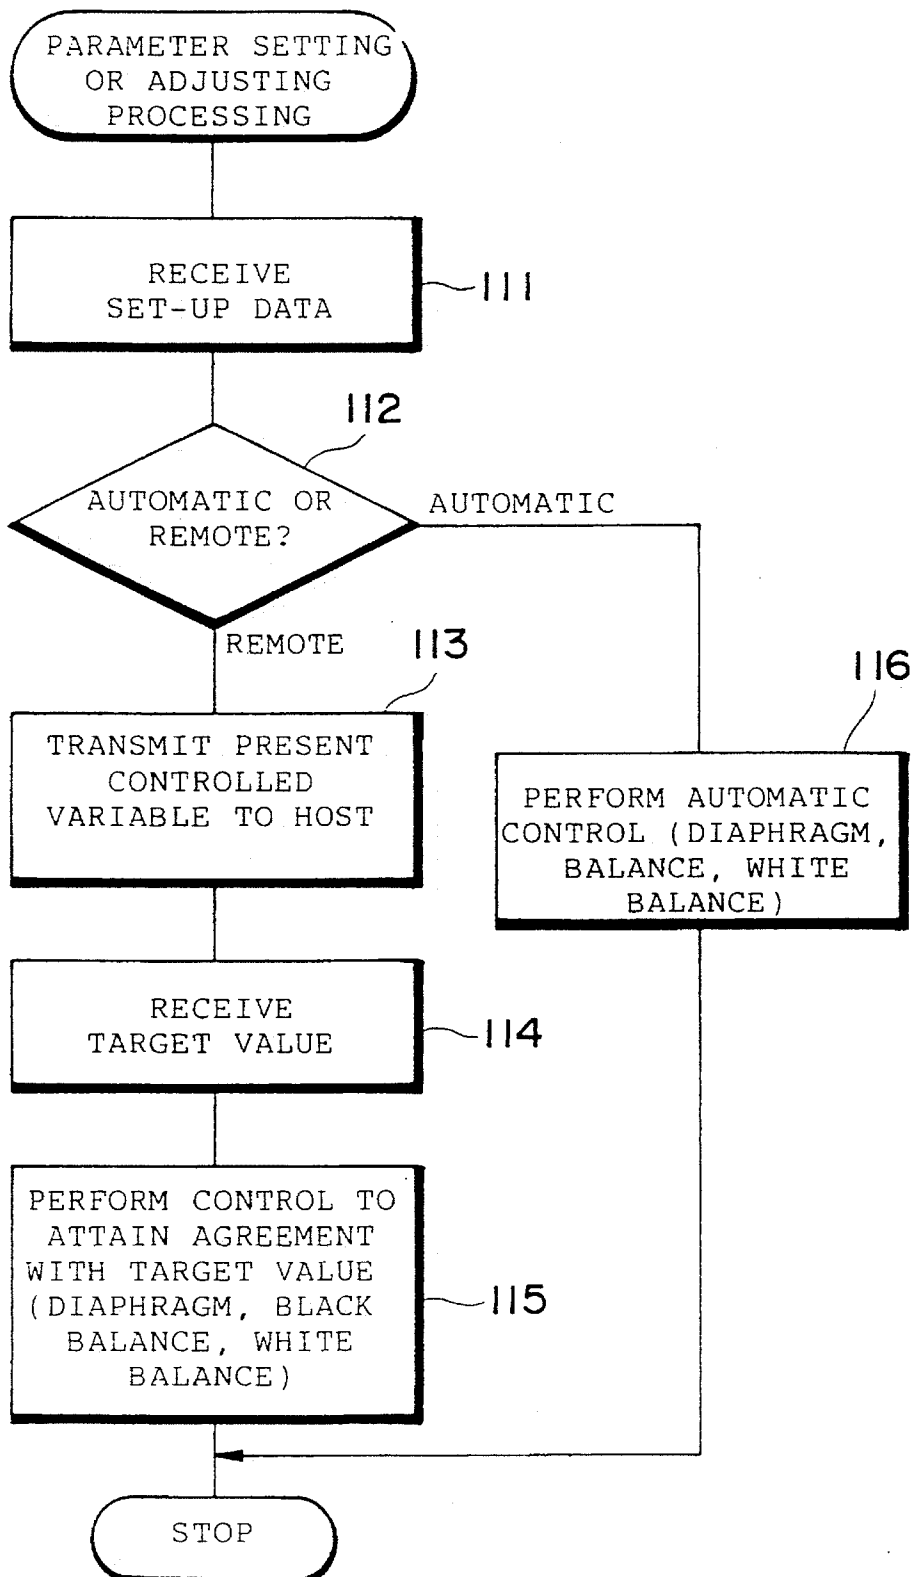 PARAMETER SETTING
OR ADJUSTING
PROCESSING
RECEIVE
SET-UP DATA
111
112
AUTOMATIC OR
REMOTE?
AUTOMATIC
REMOTE
113
TRANSMIT PRESENT
CONTROLLED
VARIABLE TO HOST
116
PERFORM AUTOMATIC
CONTROL (DIAPHRAGM,
BALANCE, WHITE
BALANCE)
RECEIVE
TARGET VALUE
114
PERFORM CONTROL TO
ATTAIN AGREEMENT
WITH TARGET VALUE
(DIAPHRAGM, BLACK
BALANCE, WHITE
BALANCE)
115
STOP